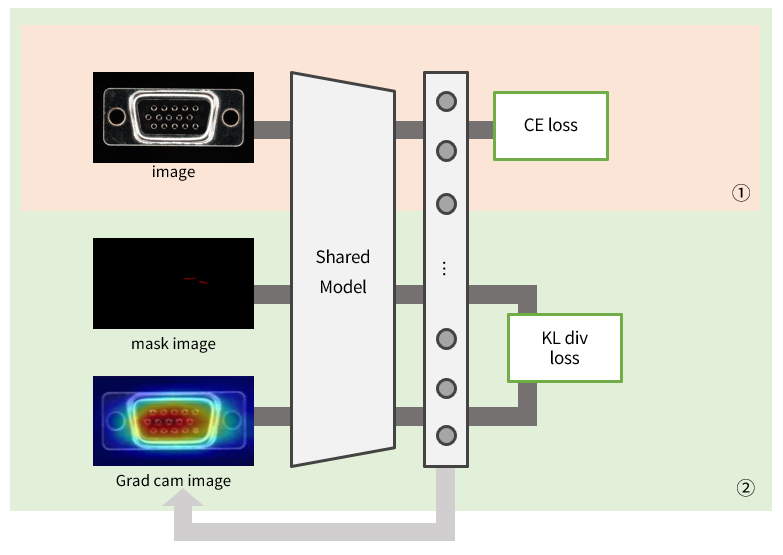 image
CE loss
①
Shared
Model
⋮
mask image
KL div
loss
Grad cam image
②